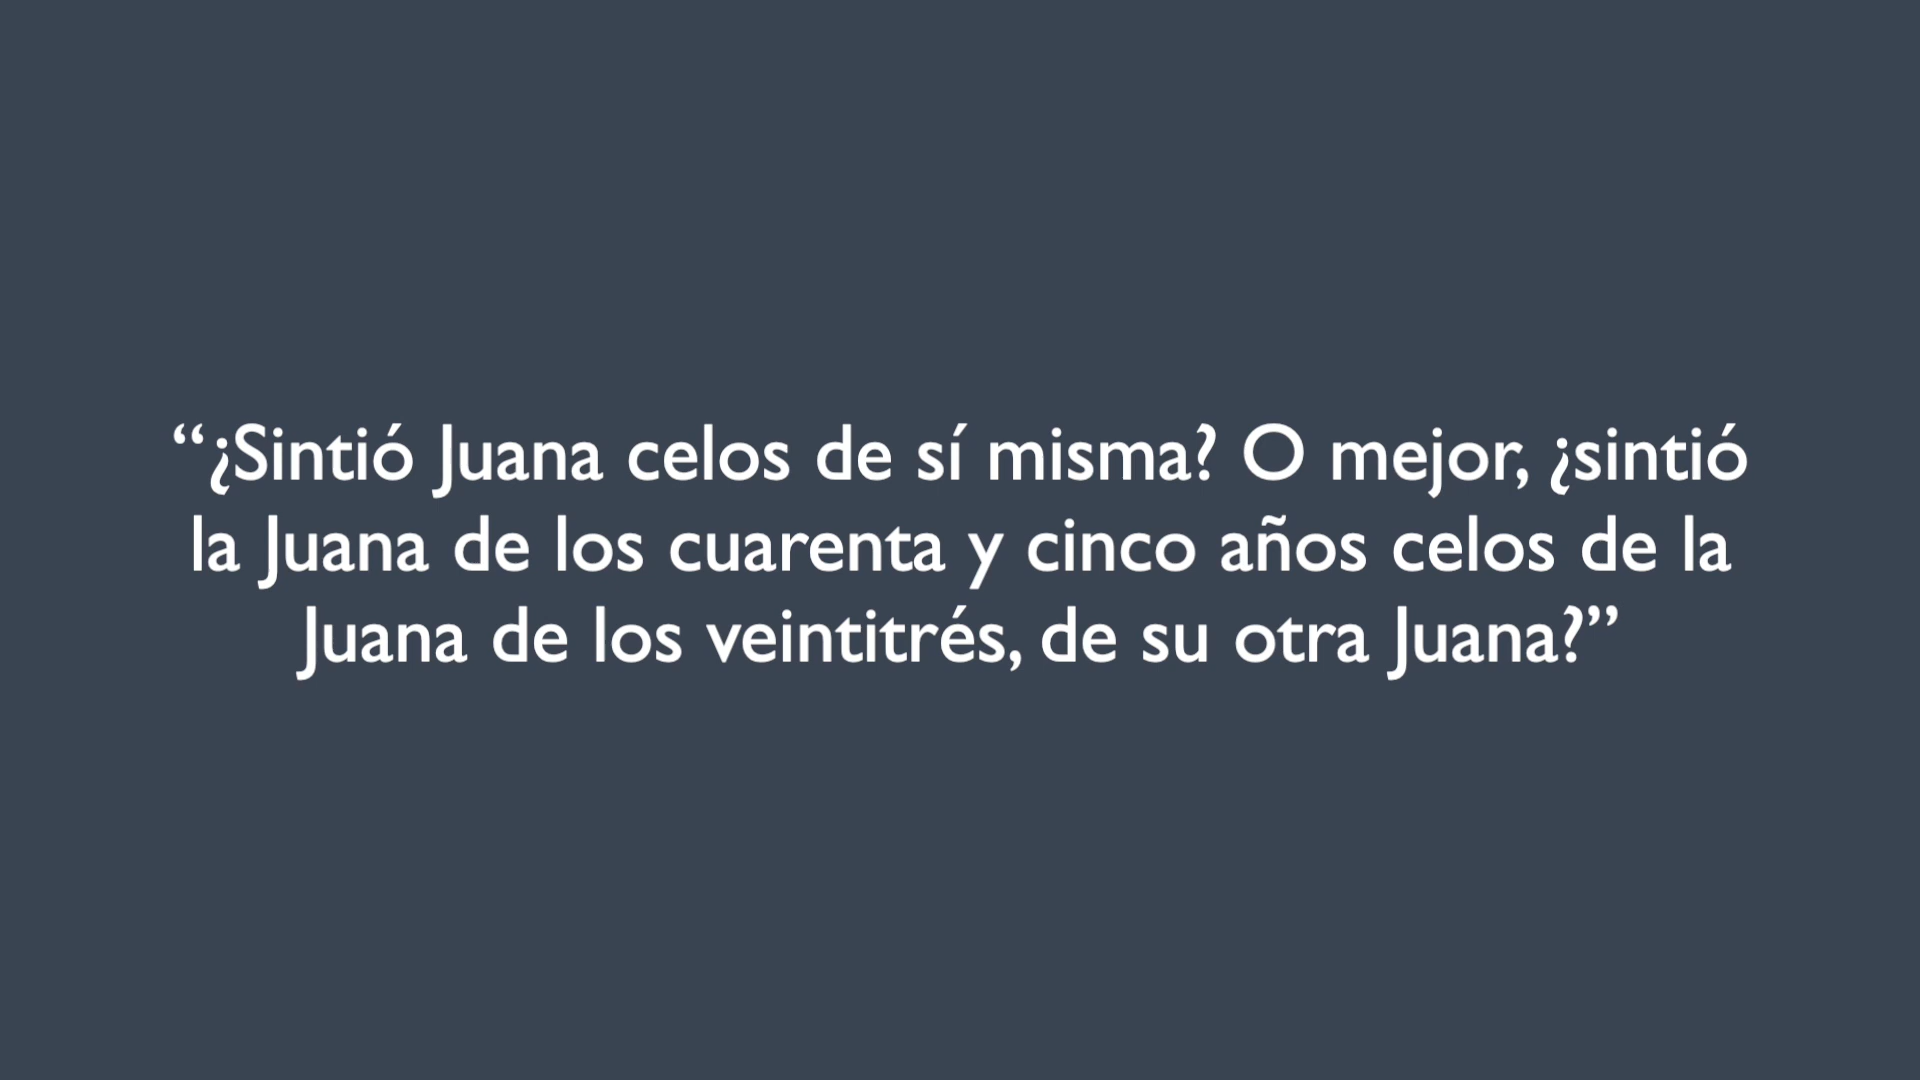 “¿Sintió Juana celos de sí misma? O mejor, ¿sintió
la Juana de los cuarenta y cinco años celos de la
Juana de los veintitrés, de su otra Juana?”